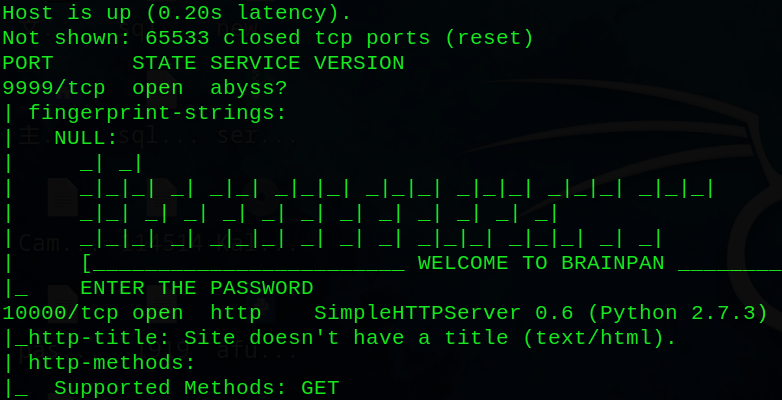 Host is up (0.20s latency).
Not shown: 65533 closed tcp ports (reset)
PORT      STATE SERVICE VERSION
9999/tcp  open  abyss?
| fingerprint-strings:
|   NULL:
|     _| _|
|     _|_|_| _| _|_| _|_|_| _|_|_| _|_|_| _|_|_| _|_|_|
|     _|_| _| _| _| _| _| _| _| _| _| _| _|
|     _|_|_| _| _|_|_| _| _| _| _|_|_| _|_|_| _| _|
|     [________________________ WELCOME TO BRAINPAN ________
|_    ENTER THE PASSWORD
10000/tcp open  http    SimpleHTTPServer 0.6 (Python 2.7.3)
|_http-title: Site doesn't have a title (text/html).
| http-methods:
|_  Supported Methods: GET